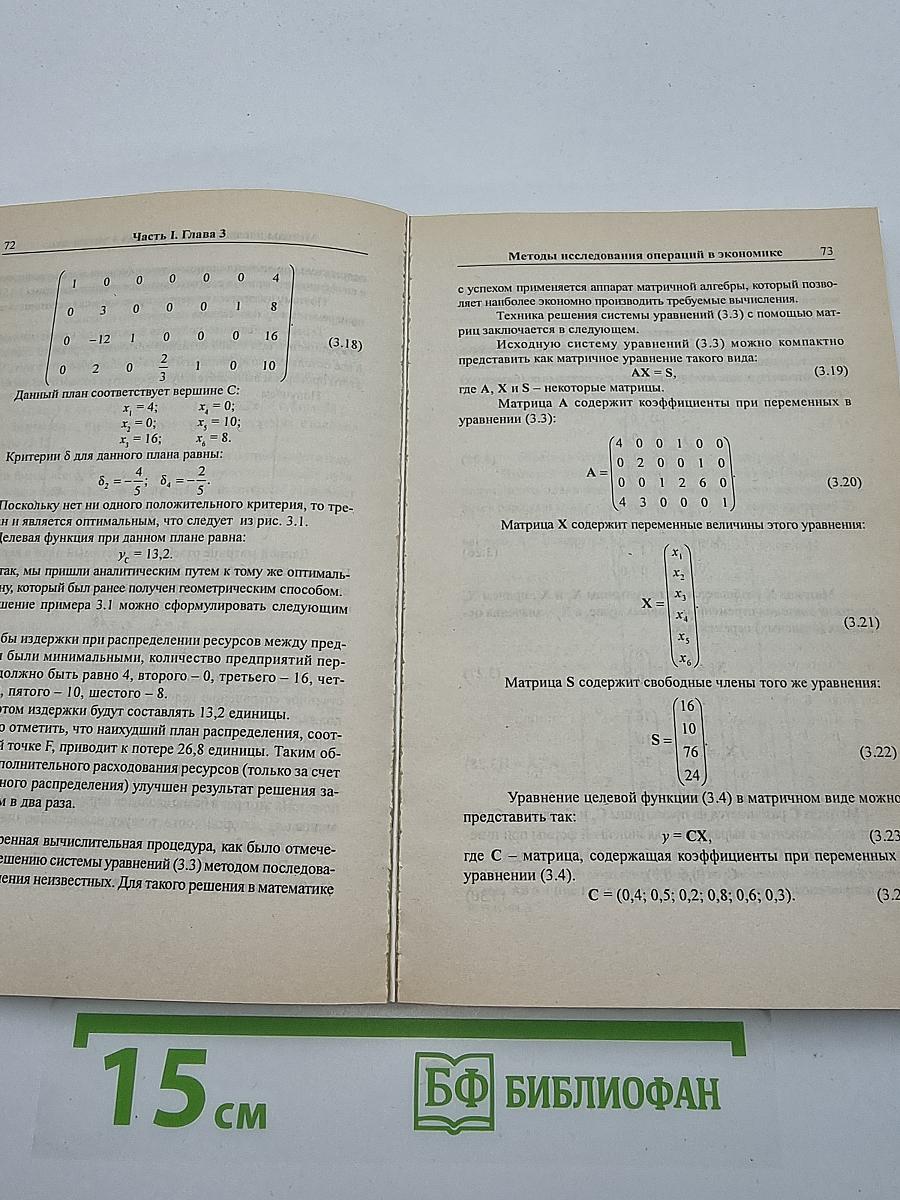 72
Часть I. Глава 3
1 0 0 0 0 0 4
0 3 0 0 0 1 8
0 −12 1 0 0 0 16
0 2 0 2/3 1 0 10
(3.18)
Данный план соответствует вершине С:
x₁ = 4; x₄ = 0;
x₂ = 0; x₅ = 10;
x₃ = 16; x₆ = 8.
Критерии δ для данного плана равны:
δ₂ = −4/5; δ₄ = −2/5.
Поскольку нет ни одного положительного критерия, то тре-
н и является оптимальным, что следует из рис. 3.1.
Целевая функция при данном плане равна:
y_c = 13,2.
так, мы пришли аналитическим путем к тому же оптималь-
ну, который был ранее получен геометрическим способом.
шение примера 3.1 можно сформулировать следующим
бы издержки при распределении ресурсов между пред-
и были минимальными, количество предприятий пер-
должно быть равно 4, второго – 0, третьего – 16, чет-
, пятого – 10, шестого – 8.
этом издержки будут составлять 13,2 единицы.
о отметить, что наихудший план распределения, соот-
й точке F, приводит к потере 26,8 единицы. Таким об-
полнительного расходования ресурсов (только за счет
ного распределения) улучшен результат решения за-
м в два раза.
ренная вычислительная процедура, как было отмече-
ешению системы уравнений (3.3) методом последова-
чения неизвестных. Для такого решения в математике
Методы исследования операций в экономике
73
с успехом применяется аппарат матричной алгебры, который позво-
ляет наиболее экономно производить требуемые вычисления.
Техника решения системы уравнений (3.3) с помощью мат-
риц заключается в следующем.
Исходную систему уравнений (3.3) можно компактно
представить как матричное уравнение такого вида:
AX = S, (3.19)
где A, X и S – некоторые матрицы.
Матрица A содержит коэффициенты при переменных в
уравнении (3.3):
4 0 0 1 0 0
0 2 0 0 1 0
A =
0 0 1 2 6 0
(3.20)
4 3 0 0 0 1
Матрица X содержит переменные величины этого уравнения:
x₁
x₂
X = x₃
x₄
(3.21)
x₅
x₆
Матрица S содержит свободные члены того же уравнения:
16
10
S =
76
(3.22)
24
Уравнение целевой функции (3.4) в матричном виде можно
представить так:
y = CX, (3.23
где C – матрица, содержащая коэффициенты при переменных
уравнении (3.4).
C = (0,4; 0,5; 0,2; 0,8; 0,6; 0,3). (3.2
15 см
БФ БИБЛИОФАН